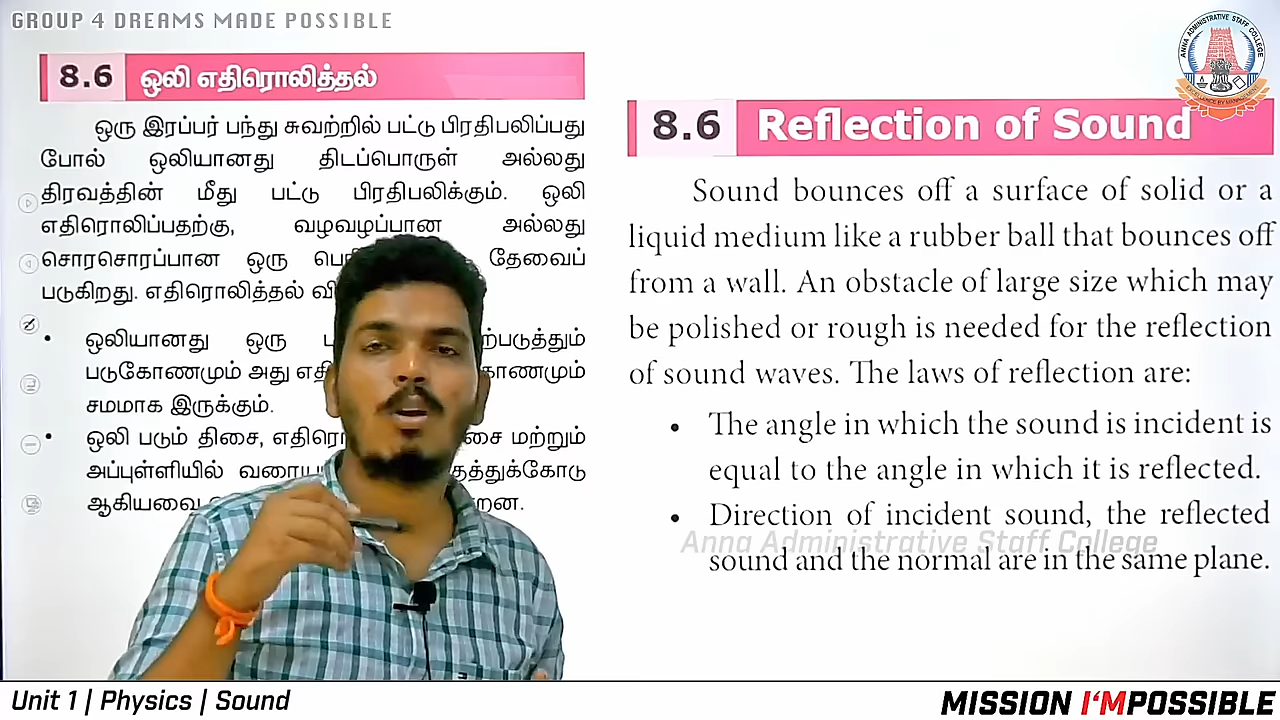 GROUP 4 DREAMS MADE POSSIBLE
ANNA ADMINISTRATIVE STAFF COLLEGE
8.6 ஒலி எதிரொலித்தல்
ஒரு இரப்பர் பந்து சுவற்றில் பட்டு பிரதிபலிப்பது
போல் ஒலியானது திடப்பொருள் அல்லது
திரவத்தின் மீது பட்டு பிரதிபலிக்கும். ஒலி
எதிரொலிப்பதற்கு, வழவழப்பான அல்லது
சொரசொரப்பான ஒரு தேவைப்
படுகிறது. எதிரொலித்தல்
• ஒலியானது ஒரு
படுகோணமும் அது
சமமாக இருக்கும்.
• ஒலி படும் திசை, மற்றும்
அப்புள்ளியில்
ஆகியவை
8.6 Reflection of Sound
Sound bounces off a surface of solid or a
liquid medium like a rubber ball that bounces off
from a wall. An obstacle of large size which may
be polished or rough is needed for the reflection
of sound waves. The laws of reflection are:
• The angle in which the sound is incident is
equal to the angle in which it is reflected.
• Direction of incident sound, the reflected
Anna Administrative Staff College
sound and the normal are in the same plane.
Unit 1 | Physics | Sound
MISSION I'MPOSSIBLE